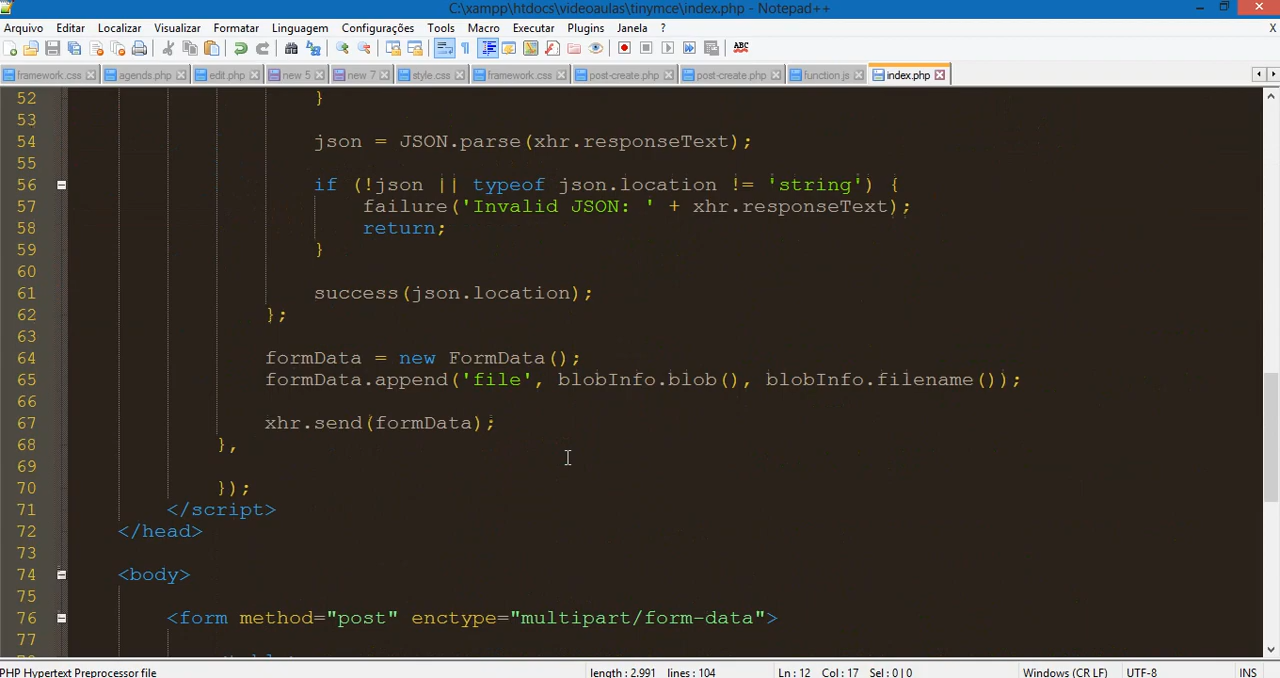 C:\xampp\htdocs\videoaulas\tinymce\index.php - Notepad++
Arquivo Editar Localizar Visualizar Formatar Linguagem Configurações Tools Macro Executar Plugins Janela ? X
ABC
framework.css agends.php edit.php new 5 new 7 style.css framework.css post-create.php post-create.php function js index.php
52 }
53
54 json = JSON.parse(xhr.responseText);
55
56 if (!json || typeof json.location != 'string') {
57 failure('Invalid JSON: ' + xhr.responseText);
58 return;
59 }
60
61 success(json.location);
62 };
63
64 formData = new FormData();
65 formData.append('file', blobInfo.blob(), blobInfo.filename());
66
67 xhr.send(formData);
68 },
69
70 });
71 </script>
72 </head>
73
74 <body>
75
76 <form method="post" enctype="multipart/form-data">
77
PHP Hypertext Preprocessor file length : 2.991 lines : 104 Ln : 12 Col : 17 Sel : 0 | 0 Windows (CR LF) UTF-8 INS